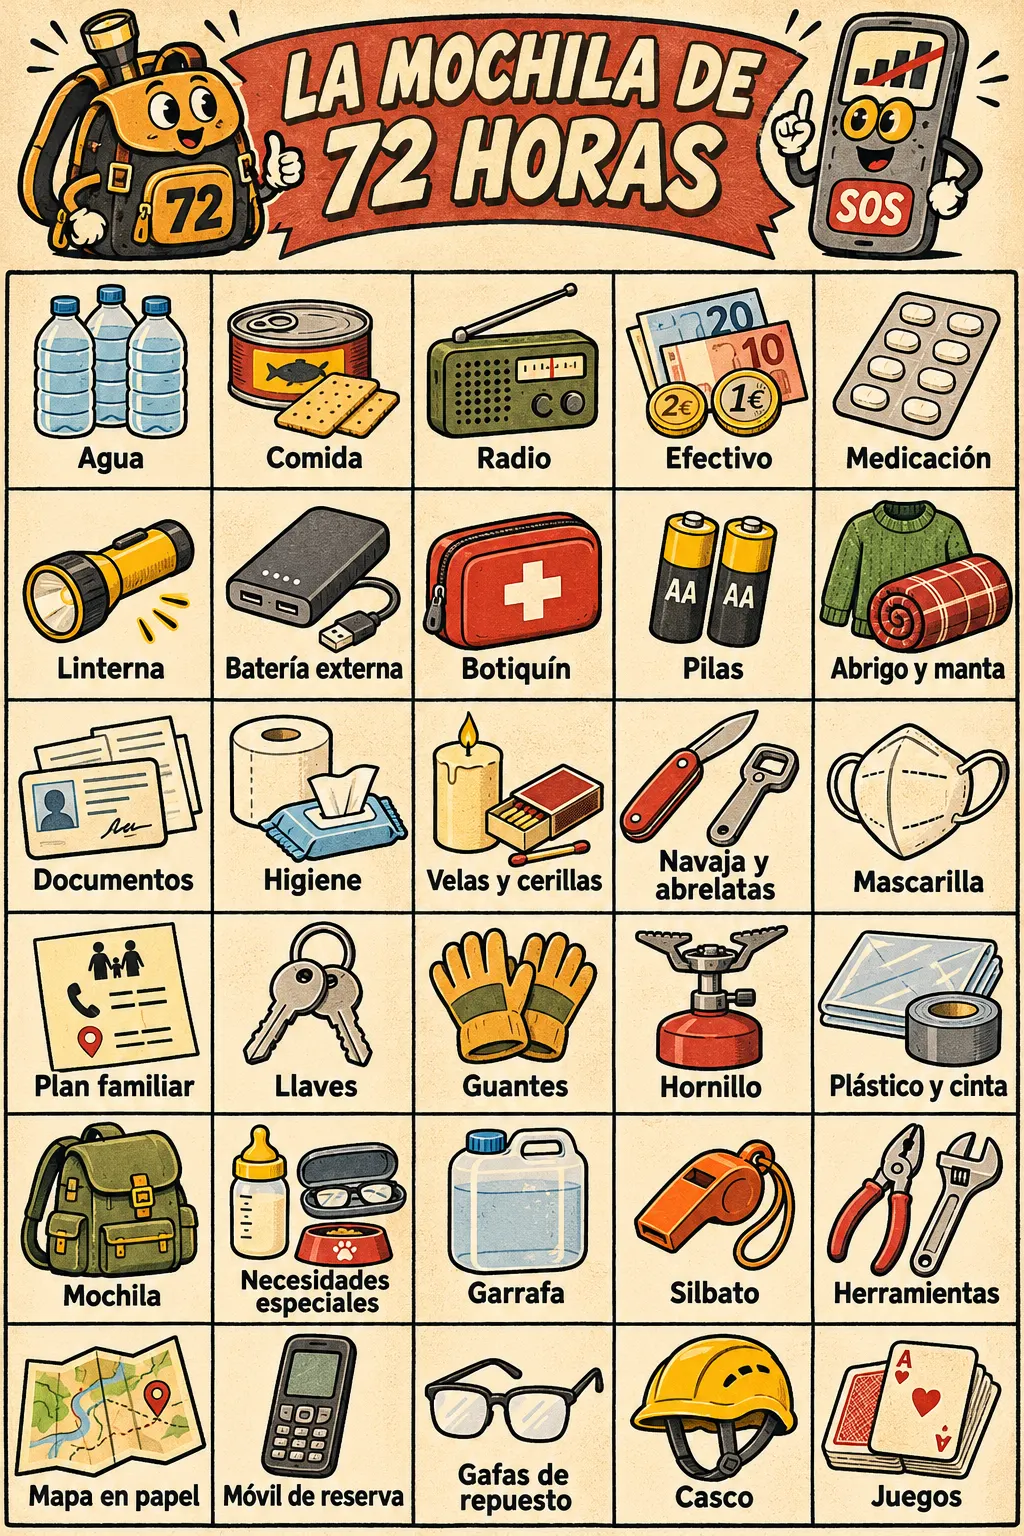 LA MOCHILA DE
72 HORAS
72
SOS
20
10
2€
1€
Agua
Comida
Radio
Efectivo
Medicación
AA
AA
Linterna
Batería externa
Botiquín
Pilas
Abrigo y manta
Documentos
Higiene
Velas y cerillas
Navaja y
abrelatas
Mascarilla
Plan familiar
Llaves
Guantes
Hornillo
Plástico y cinta
Mochila
Necesidades
especiales
Garrafa
Silbato
Herramientas
A
A
Mapa en papel
Móvil de reserva
Gafas de
repuesto
Casco
Juegos